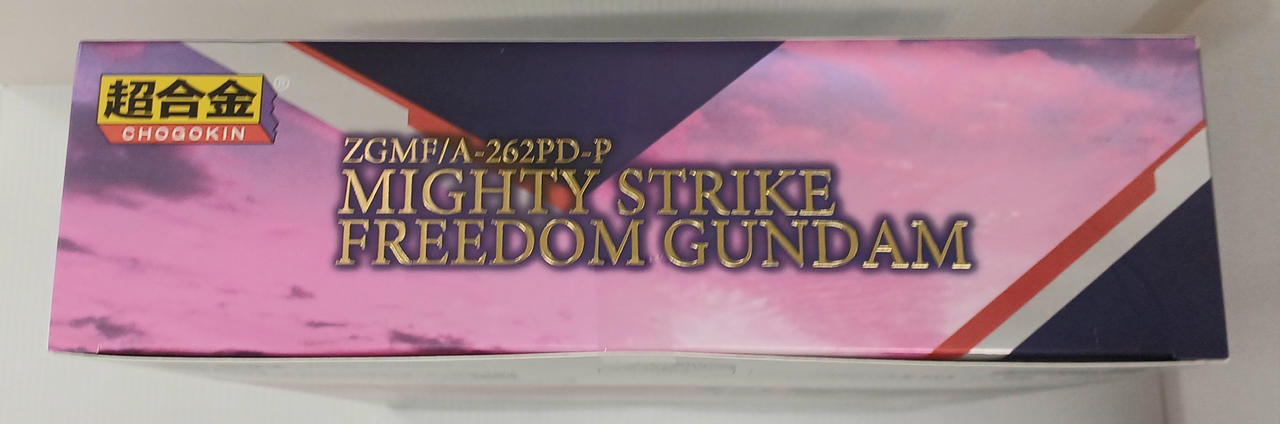 超合金®
CHOGOKIN
ZGMF/A-262PD-P
MIGHTY STRIKE
FREEDOM GUNDAM